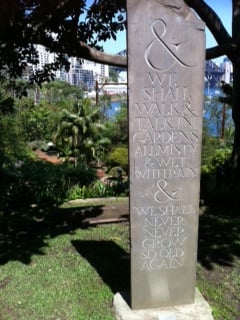 &
WE
SHALL
WALK &
TALK IN
GARDENS
ALL MISTY
& WET
WITH RAIN
&
WE SHALL
NEVER
NEVER
GROW
SO OLD
AGAIN